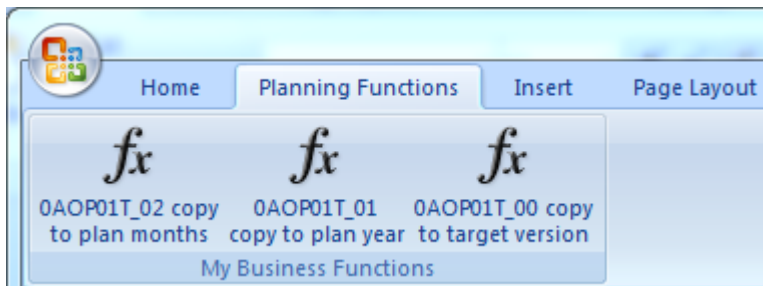 Home Planning Functions Insert Page Layout
fx fx fx
0AOP01T_02 copy 0AOP01T_01 0AOP01T_00 copy
to plan months copy to plan year to target version
My Business Functions